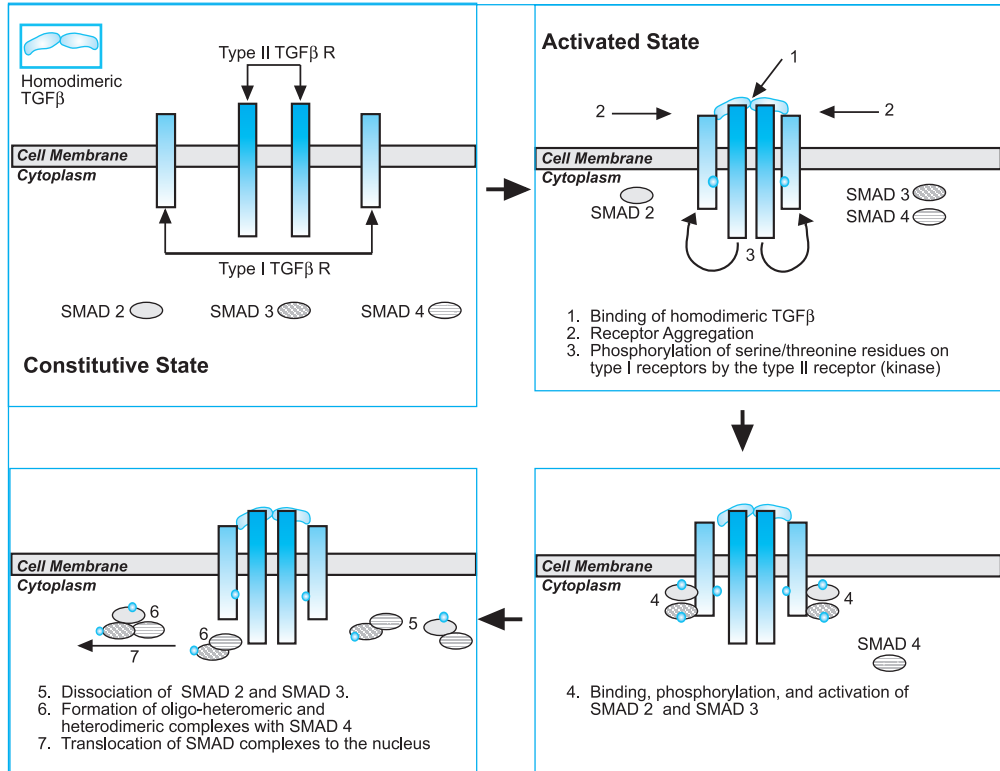 Homodimeric
TGFβ
Type II TGFβ R
Cell Membrane
Cytoplasm
Type I TGFβ R
SMAD 2
SMAD 3
SMAD 4
Constitutive State
Activated State
1
2
2
Cell Membrane
Cytoplasm
SMAD 2
SMAD 3
SMAD 4
3
1. Binding of homodimeric TGFβ
2. Receptor Aggregation
3. Phosphorylation of serine/threonine residues on
type I receptors by the type II receptor (kinase)
Cell Membrane
Cytoplasm
6
6
5
7
5. Dissociation of SMAD 2 and SMAD 3.
6. Formation of oligo-heteromeric and
heterodimeric complexes with SMAD 4
7. Translocation of SMAD complexes to the nucleus
Cell Membrane
Cytoplasm
4
4
SMAD 4
4. Binding, phosphorylation, and activation of
SMAD 2 and SMAD 3